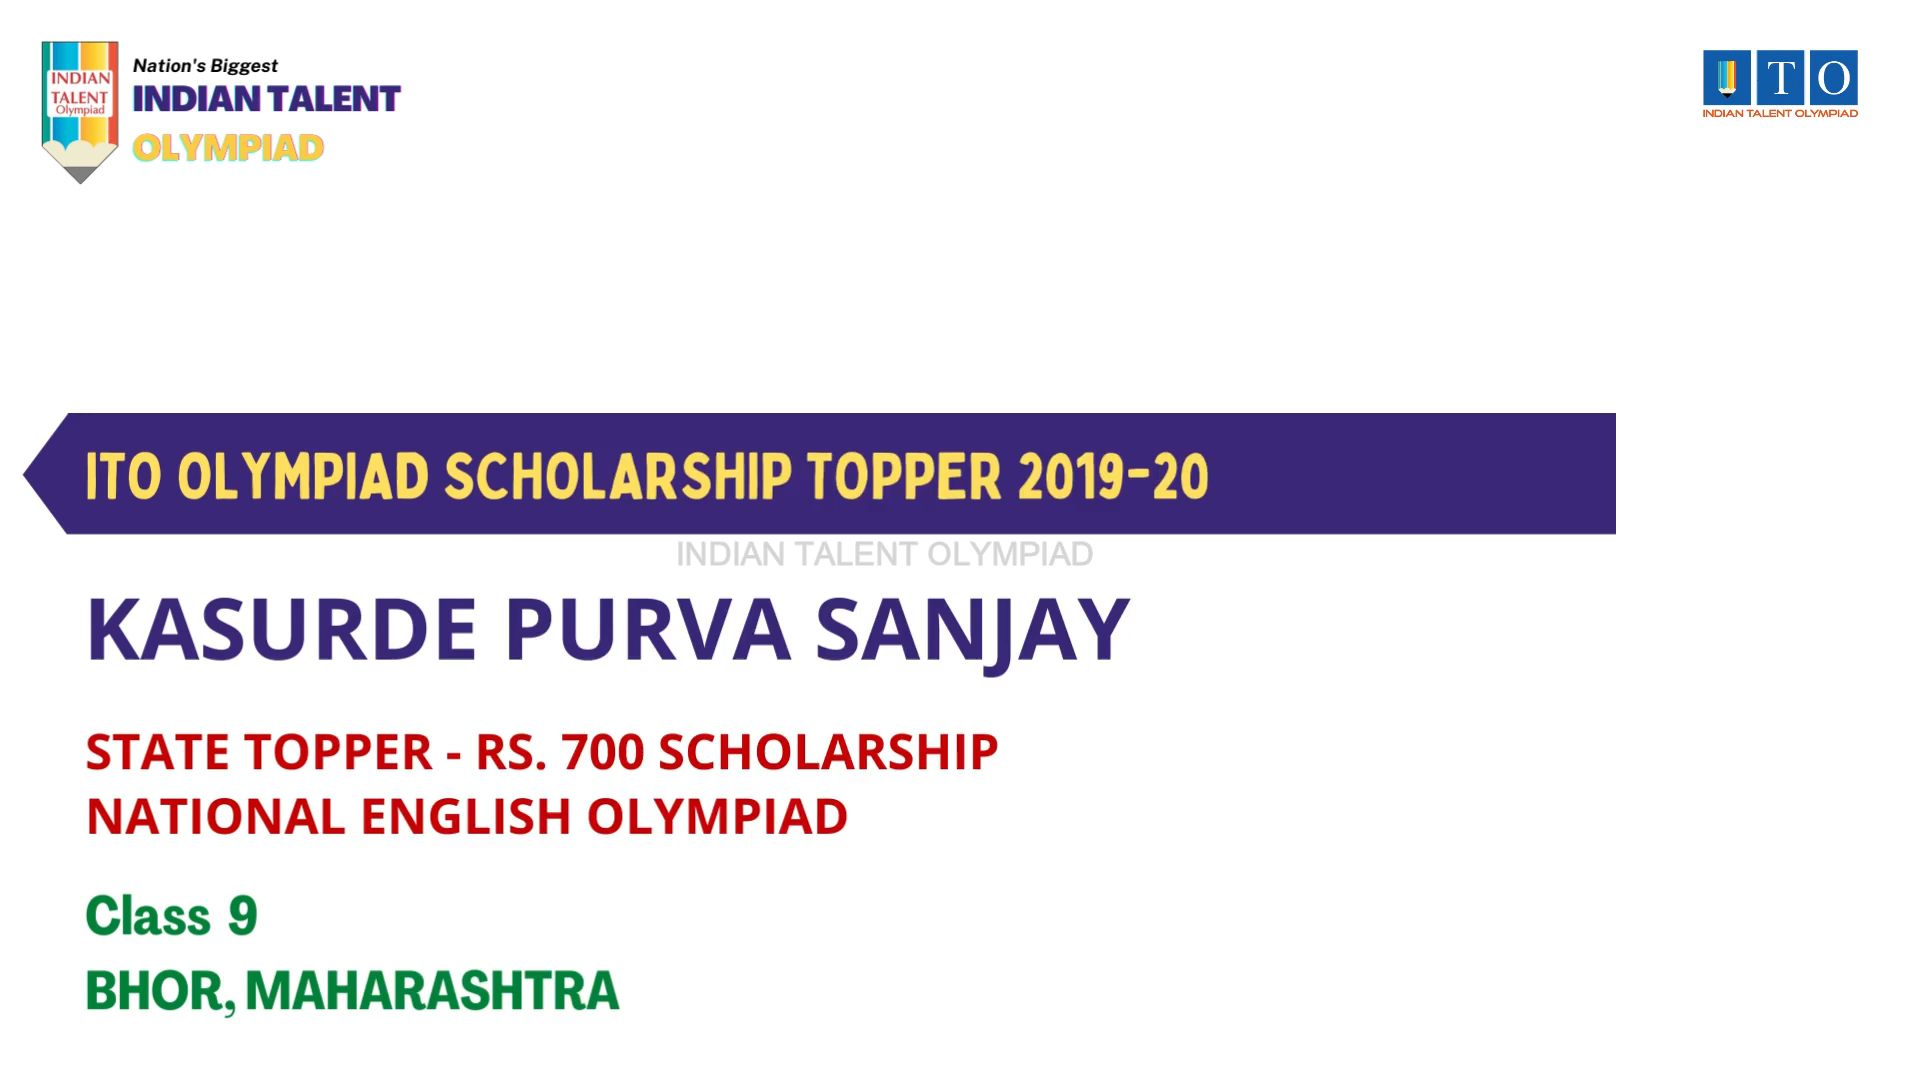 INDIAN
TALENT
Olympiad
Nation's Biggest
INDIAN TALENT
OLYMPIAD
T O
INDIAN TALENT OLYMPIAD
ITO OLYMPIAD SCHOLARSHIP TOPPER 2019-20
INDIAN TALENT OLYMPIAD
KASURDE PURVA SANJAY
STATE TOPPER - RS. 700 SCHOLARSHIP
NATIONAL ENGLISH OLYMPIAD
Class 9
BHOR, MAHARASHTRA